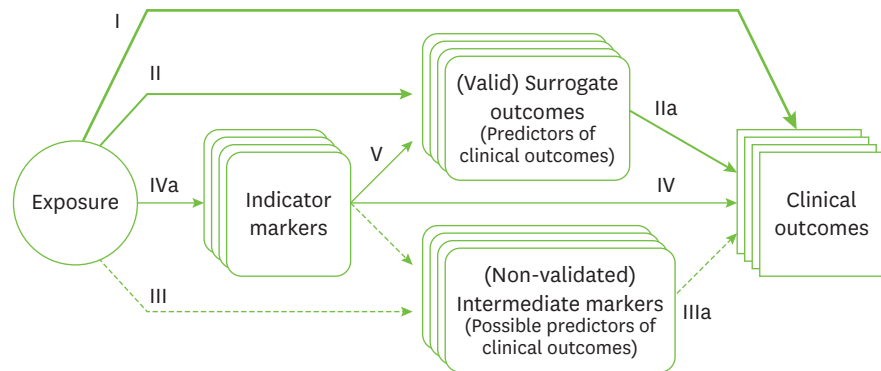 I
II
(Valid) Surrogate
outcomes
(Predictors of
clinical outcomes)
IIa
V
IVa
IV
Exposure
Indicator
markers
Clinical
outcomes
III
(Non-validated)
Intermediate markers
(Possible predictors of
clinical outcomes)
IIIa